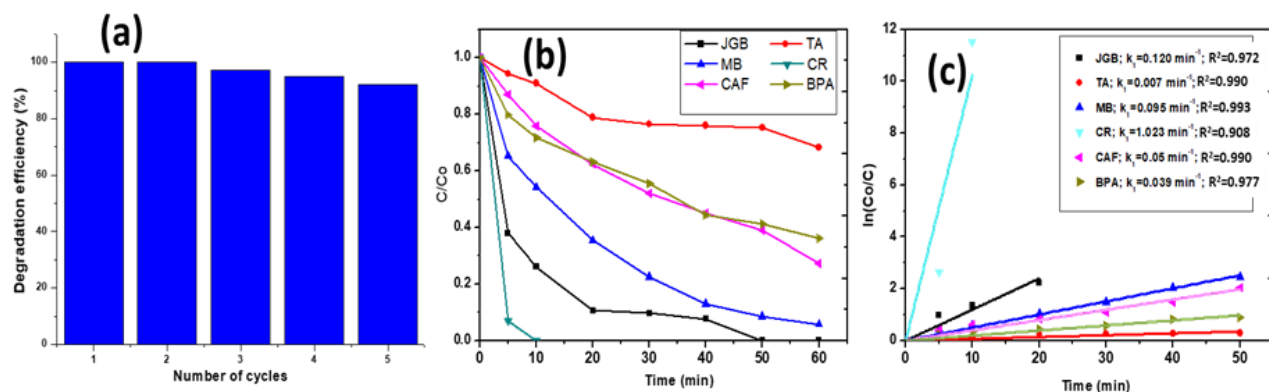 (a)
Degradation efficiency (%)
100
80
60
40
20
0
1 2 3 4 5
Number of cycles
(b)
C/Co
1.0
0.8
0.6
0.4
0.2
0.0
JGB TA
MB CR
CAF BPA
0 10 20 30 40 50 60
Time (min)
(c)
ln(Co/C)
12
10
8
6
4
2
0
JGB; k₁=0.120 min⁻¹; R²=0.972
TA; k₁=0.007 min⁻¹;R²=0.990
MB; k₁=0.095 min⁻¹;R²=0.993
CR; k₁=1.023 min⁻¹; R²=0.908
CAF; k₁=0.05 min⁻¹; R²=0.990
BPA; k₁=0.039 min⁻¹; R²=0.977
0 10 20 30 40 50
Time (min)